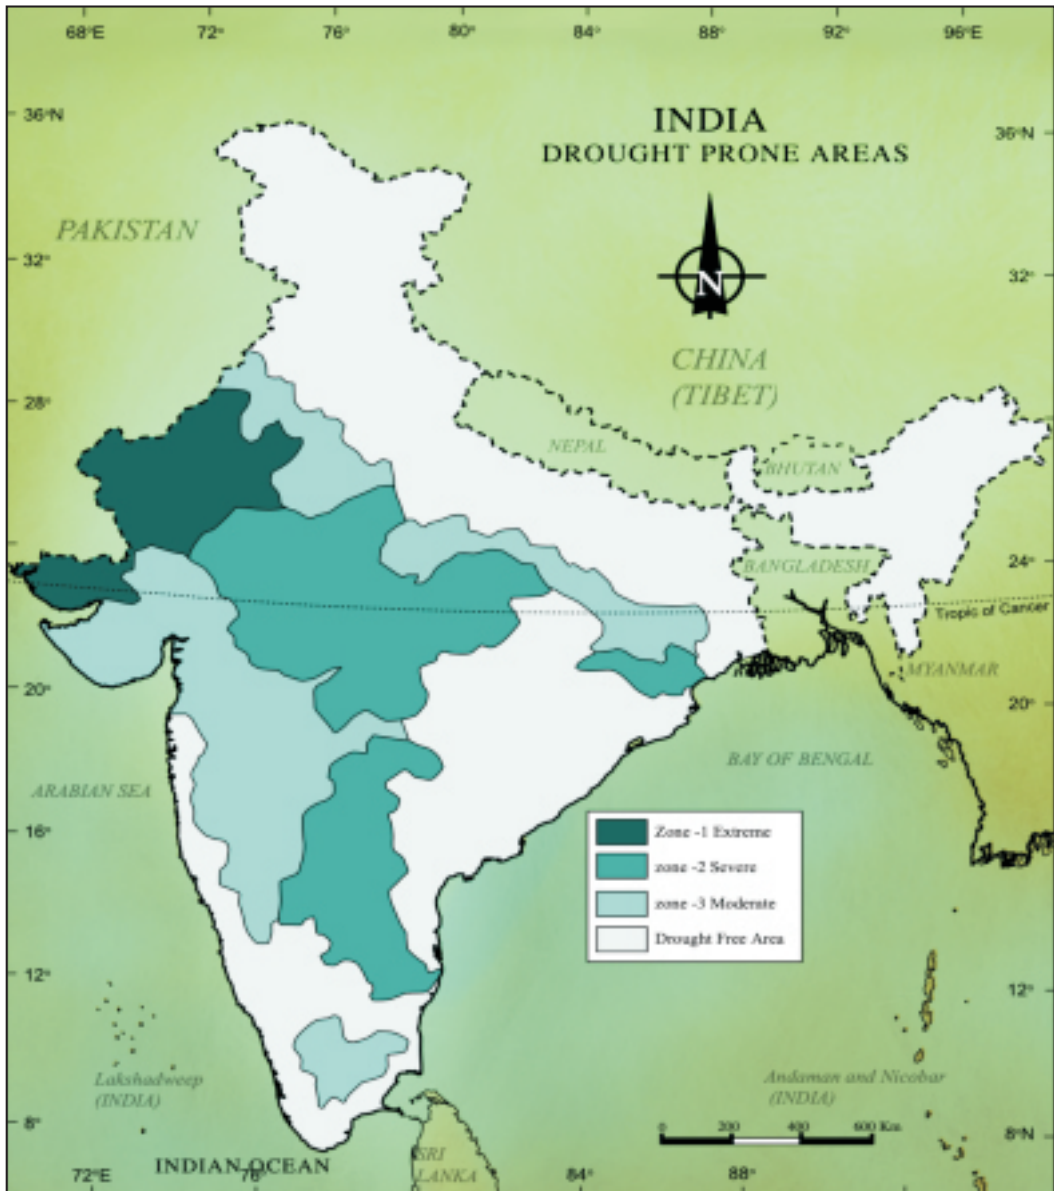 68°E 72° 76° 80° 84° 88° 92° 96°E
36°N
INDIA
36°N
DROUGHT PRONE AREAS
PAKISTAN
32°
N
32°
CHINA
(TIBET)
28°
28°
NEPAL
BHUTAN
BANGLADESH
24°
Tropic of Cancer
MYANMAR
20°
20°
BAY OF BENGAL
ARABIAN SEA
16°
Zone -1 Extreme
zone -2 Severe
zone -3 Moderate
Drought Free Area
12°
12°
Lakshadweep
(INDIA)
Andaman and Nicobar
(INDIA)
8°
0 200 400 600 Km
8°N
SRI
LANKA
INDIAN OCEAN
72°E 76° 84° 88°